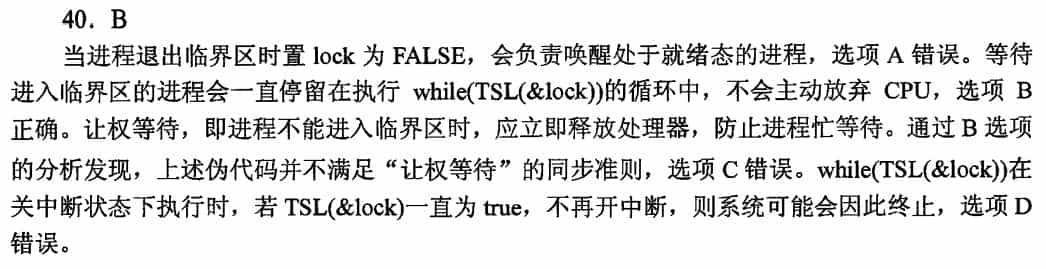 40．B
当进程退出临界区时置 lock 为 FALSE，会负责唤醒处于就绪态的进程，选项 A 错误。等待
进入临界区的进程会一直停留在执行 while(TSL(&lock))的循环中，不会主动放弃 CPU，选项 B
正确。让权等待，即进程不能进入临界区时，应立即释放处理器，防止进程忙等待。通过 B 选项
的分析发现，上述伪代码并不满足“让权等待”的同步准则，选项 C 错误。while(TSL(&lock))在
关中断状态下执行时，若 TSL(&lock)一直为 true，不再开中断，则系统可能会因此终止，选项 D
错误。